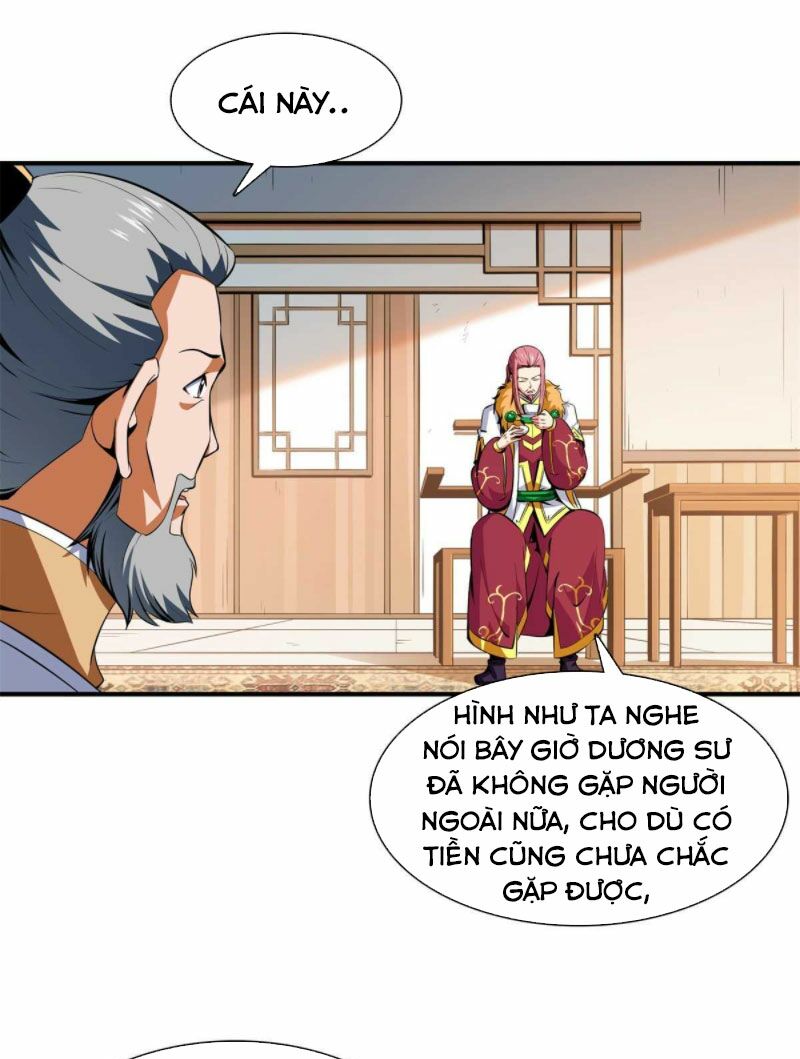 CÁI NÀY..
HÌNH NHƯ TA NGHE
NÓI BÂY GIỜ DƯƠNG SƯ
ĐÃ KHÔNG GẶP NGƯỜI
NGOÀI NỮA, CHO DÙ CÓ
TIỀN CŨNG CHƯA CHẮC
GẶP ĐƯỢC,